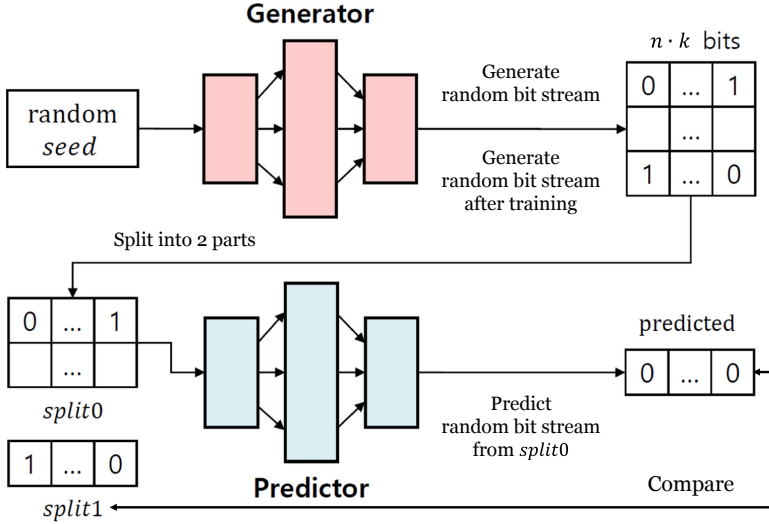 Generator
n · k bits
random
seed
Generate
random bit stream
Generate
random bit stream
after training
0 ... 1
...
1 ... 0
Split into 2 parts
0 ... 1
...
split0
1 ... 0
split1
Predictor
Predict
random bit stream
from split0
predicted
0 ... 0
Compare